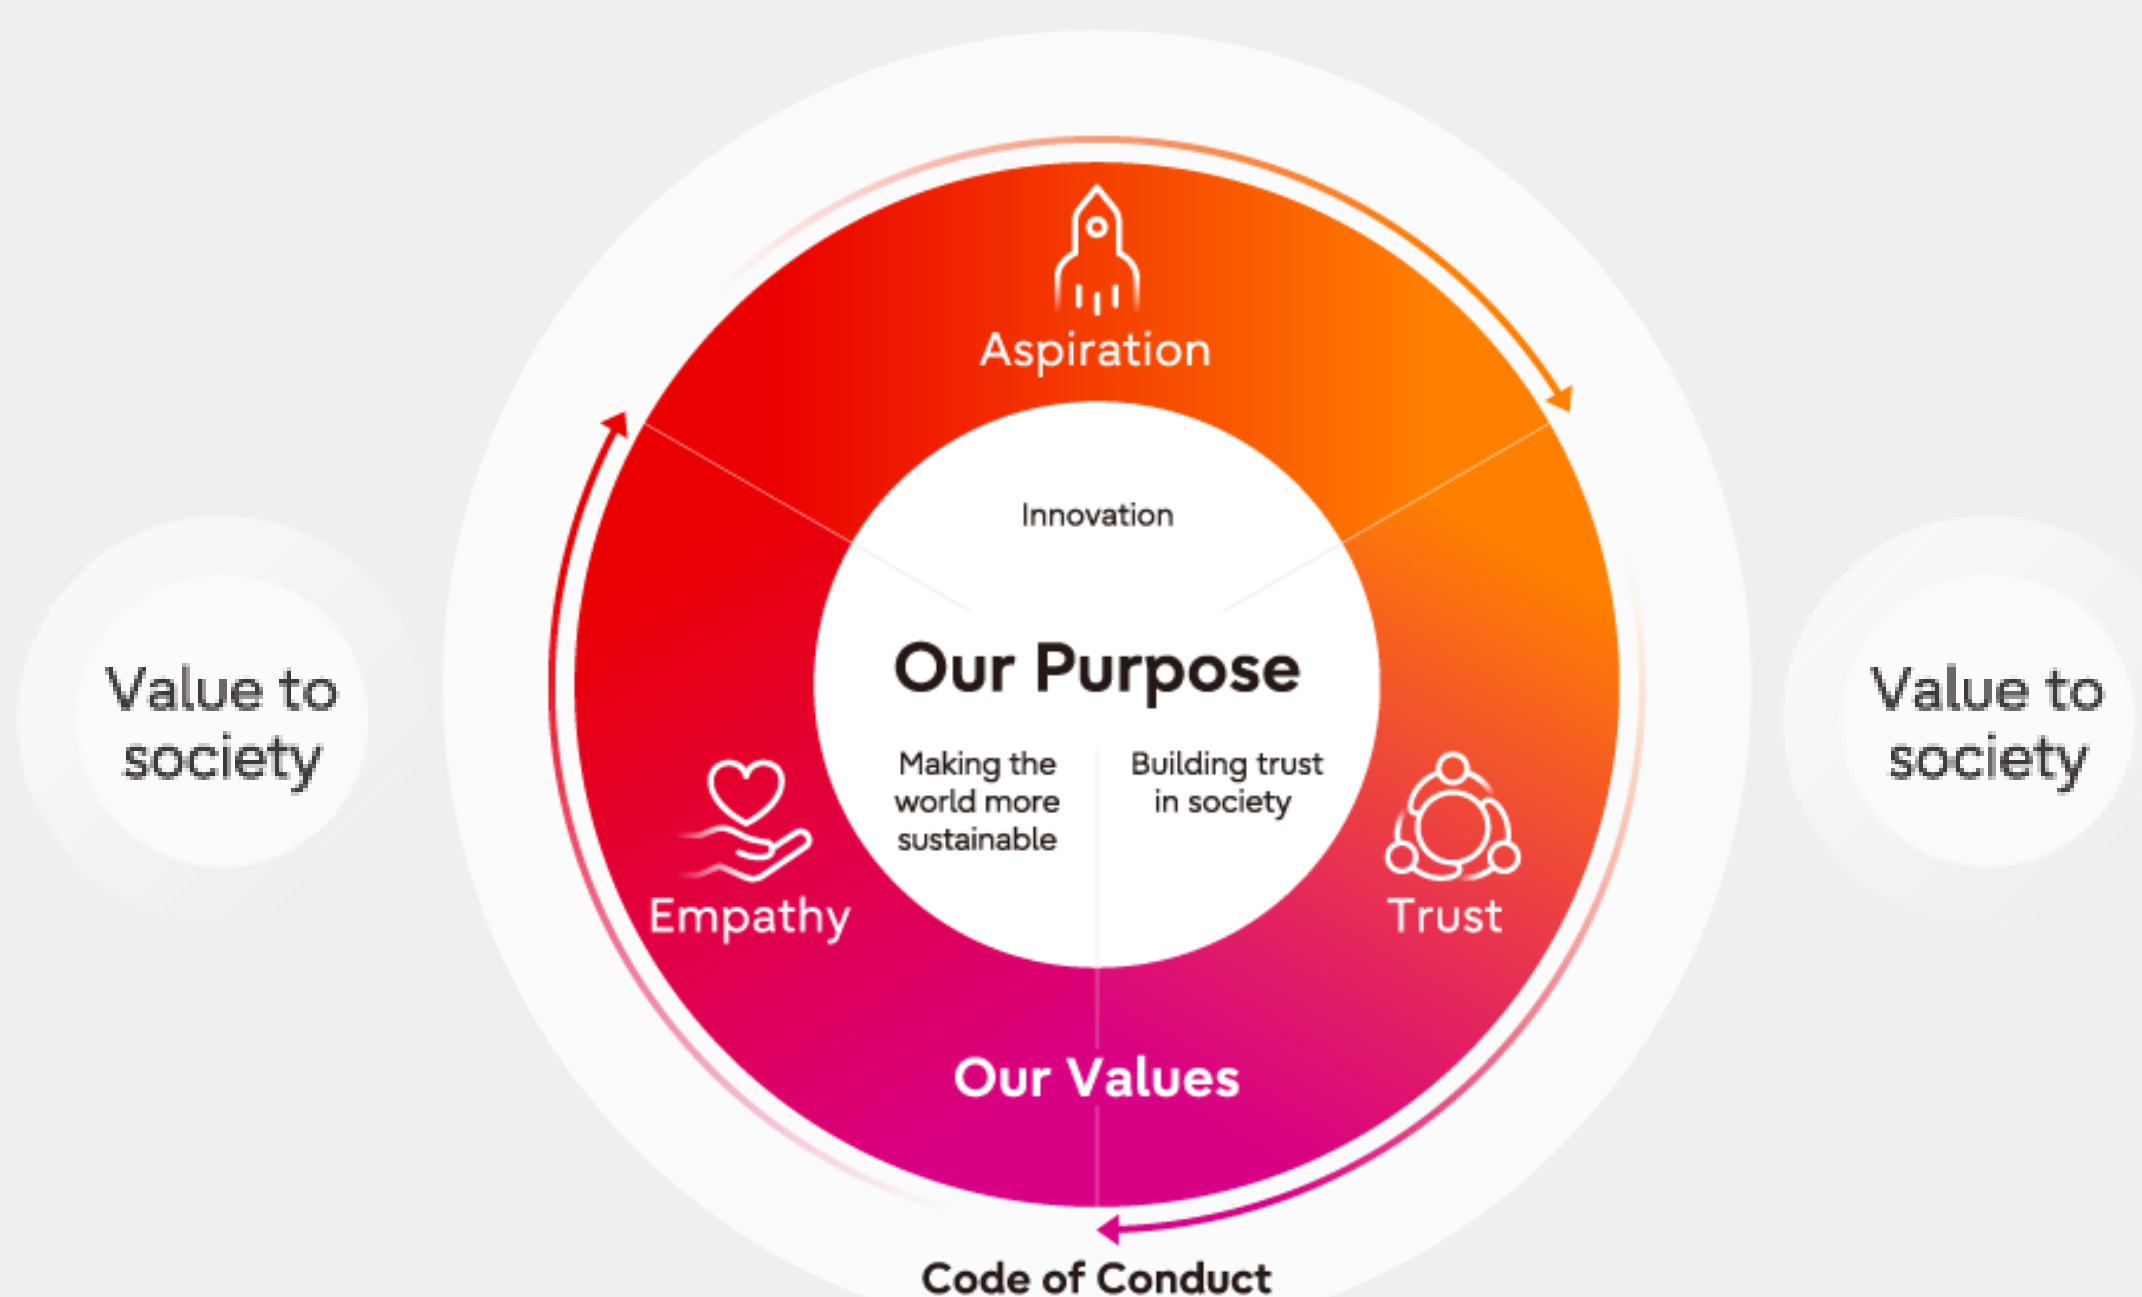 Aspiration
Innovation
Our Purpose
Value to
society
Making the
world more
sustainable
Building trust
in society
Value to
society
Empathy
Trust
Our Values
Code of Conduct